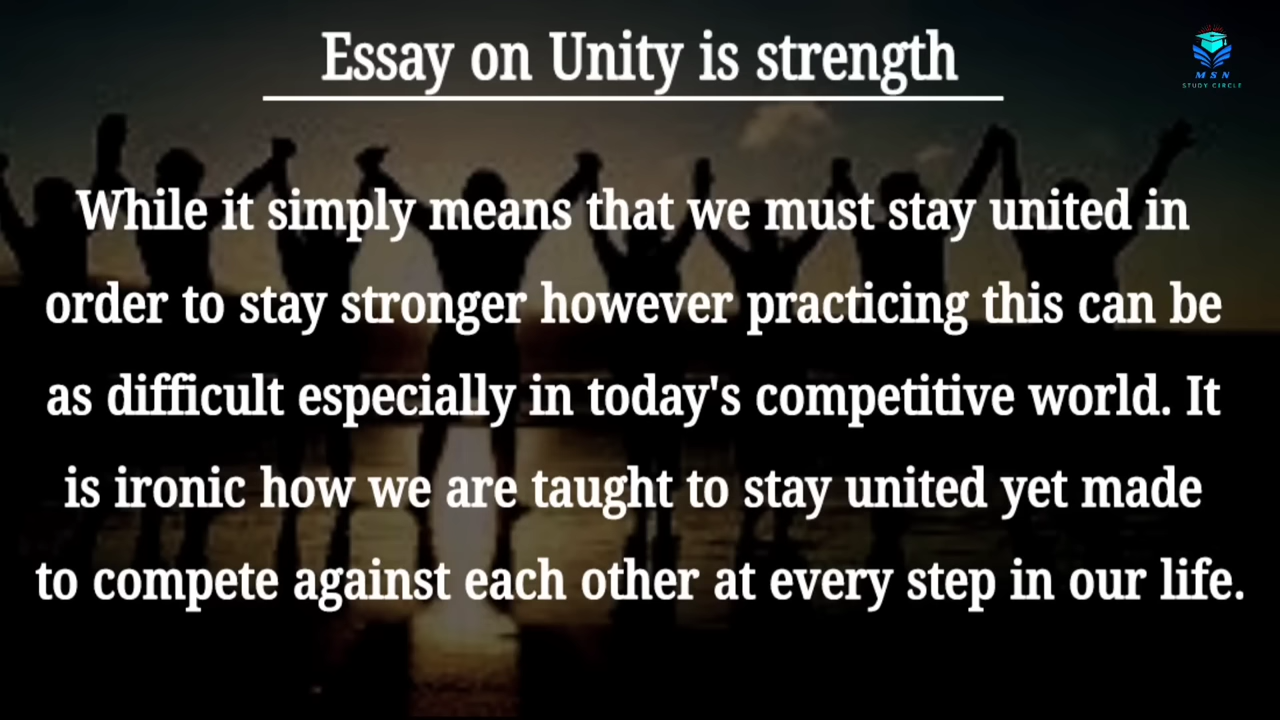 Essay on Unity is strength
MSN
STUDY CIRCLE
While it simply means that we must stay united in
order to stay stronger however practicing this can be
as difficult especially in today's competitive world. It
is ironic how we are taught to stay united yet made
to compete against each other at every step in our life.